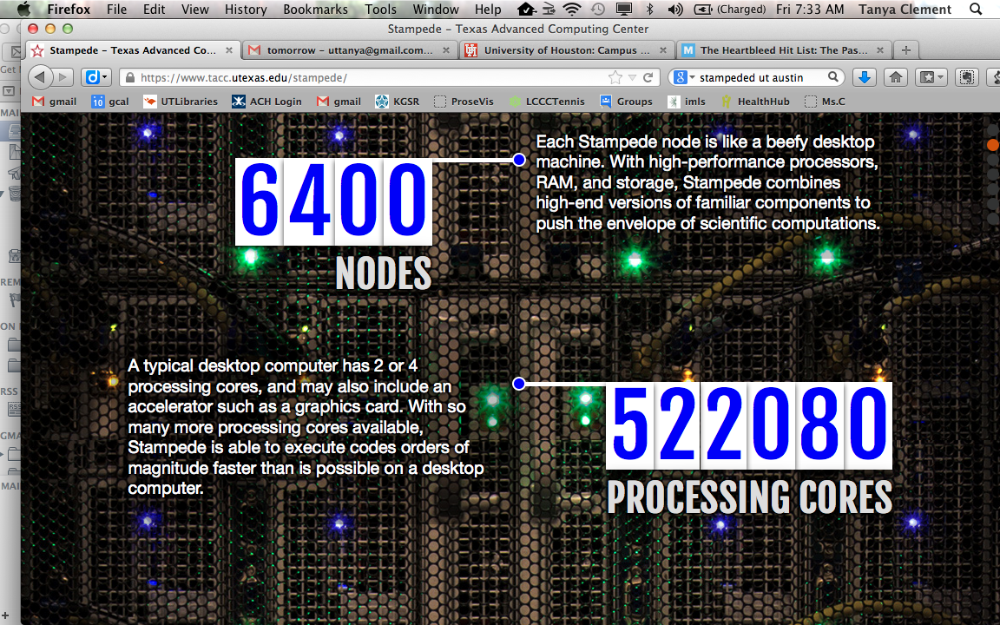 Firefox File Edit View History Bookmarks Tools Window Help (Charged) Fri 7:33 AM Tanya Clement
Stampede – Texas Advanced Computing Center
Stampede – Texas Advanced Co... × tomorrow – uttanya@gmail.com... × University of Houston: Campus ... × M The Heartbleed Hit List: The Pas... × +
https://www.tacc.utexas.edu/stampede/ stampeded ut austin
gmail gcal UTLibraries ACH Login gmail KGSR ProseVis LCCCTennis Groups imls HealthHub Ms.C
Get
MAI
REM
ON
RSS
GMA
MAI
6400
NODES
Each Stampede node is like a beefy desktop
machine. With high-performance processors,
RAM, and storage, Stampede combines
high-end versions of familiar components to
push the envelope of scientific computations.
A typical desktop computer has 2 or 4
processing cores, and may also include an
accelerator such as a graphics card. With so
many more processing cores available,
Stampede is able to execute codes orders of
magnitude faster than is possible on a desktop
computer.
522080
PROCESSING CORES